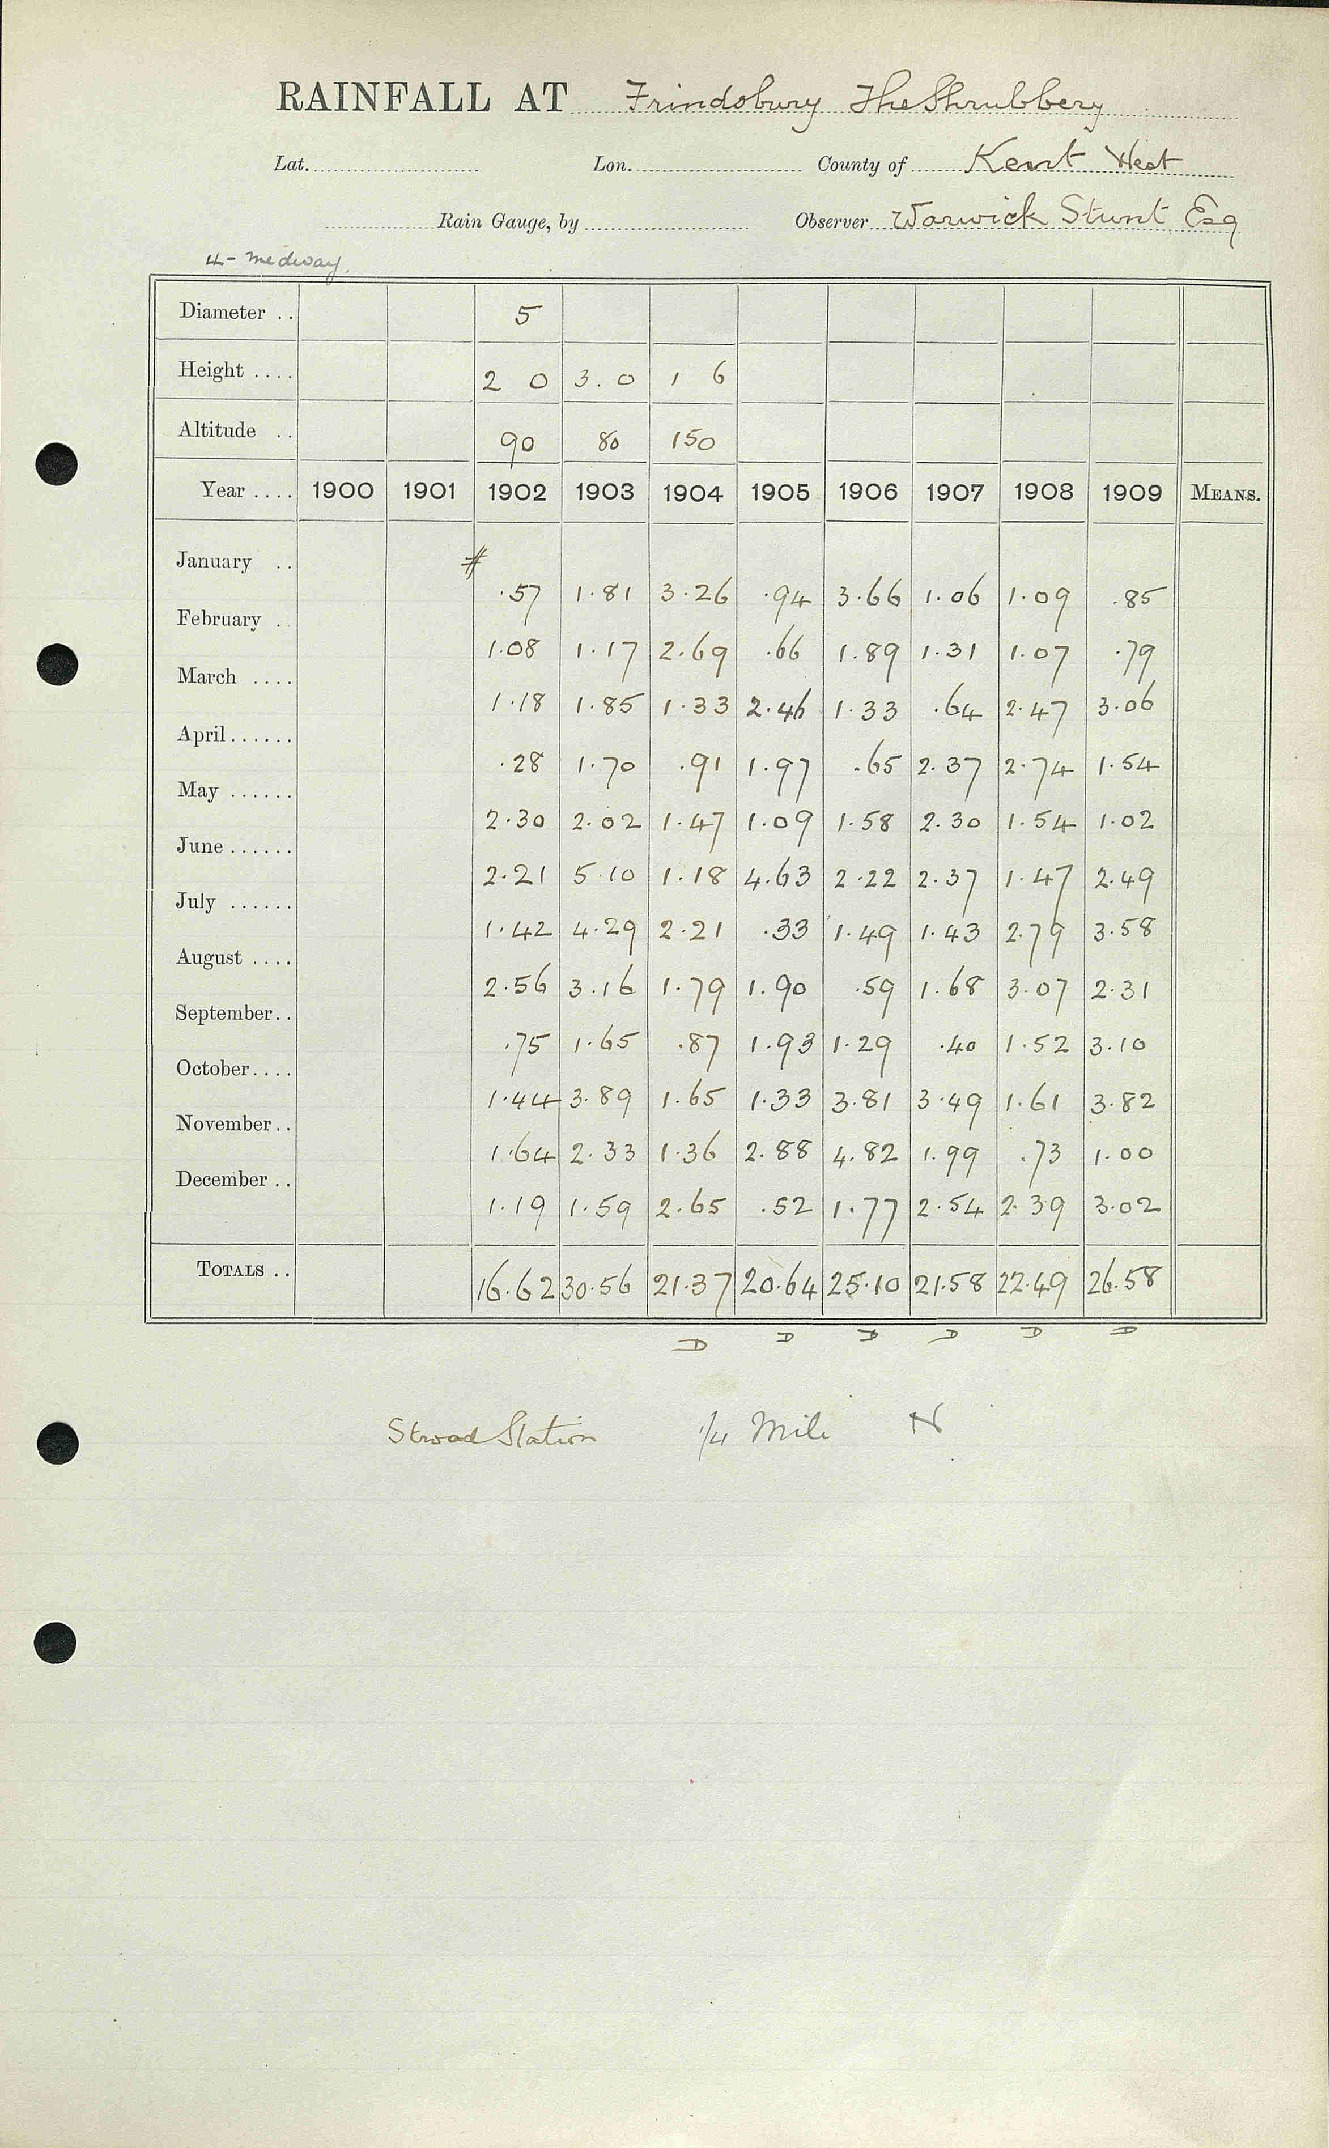 RAINFALL AT Frindsbury The Shrubbery
Lat. Lon. County of Kent West
Rain Gauge, by Observer Warwick Stunt Esq
4 - Medway
Diameter .. 5
Height .... 2 0 3.0 1 6
Altitude .. 90 80 150
Year .... 1900 1901 1902 1903 1904 1905 1906 1907 1908 1909 MEANS.
January .. # .57 1.81 3.26 .94 3.66 1.06 1.09 .85
February .. 1.08 1.17 2.69 .66 1.89 1.31 1.07 .79
March .... 1.18 1.85 1.33 2.46 1.33 .64 2.47 3.06
April...... .28 1.70 .91 1.97 .65 2.37 2.74 1.54
May ...... 2.30 2.02 1.47 1.09 1.58 2.30 1.54 1.02
June ...... 2.21 5.10 1.18 4.63 2.22 2.37 1.47 2.49
July ...... 1.42 4.29 2.21 .33 1.49 1.43 2.79 3.58
August .... 2.56 3.16 1.79 1.90 .59 1.68 3.07 2.31
September.. .75 1.65 .87 1.93 1.29 .40 1.52 3.10
October.... 1.44 3.89 1.65 1.33 3.81 3.49 1.61 3.82
November.. 1.64 2.33 1.36 2.88 4.82 1.99 .73 1.00
December .. 1.19 1.59 2.65 .52 1.77 2.54 2.39 3.02
TOTALS .. 16.62 30.56 21.37 20.64 25.10 21.58 22.49 26.58
D D D D D D
Strood Station 1/4 Mile N